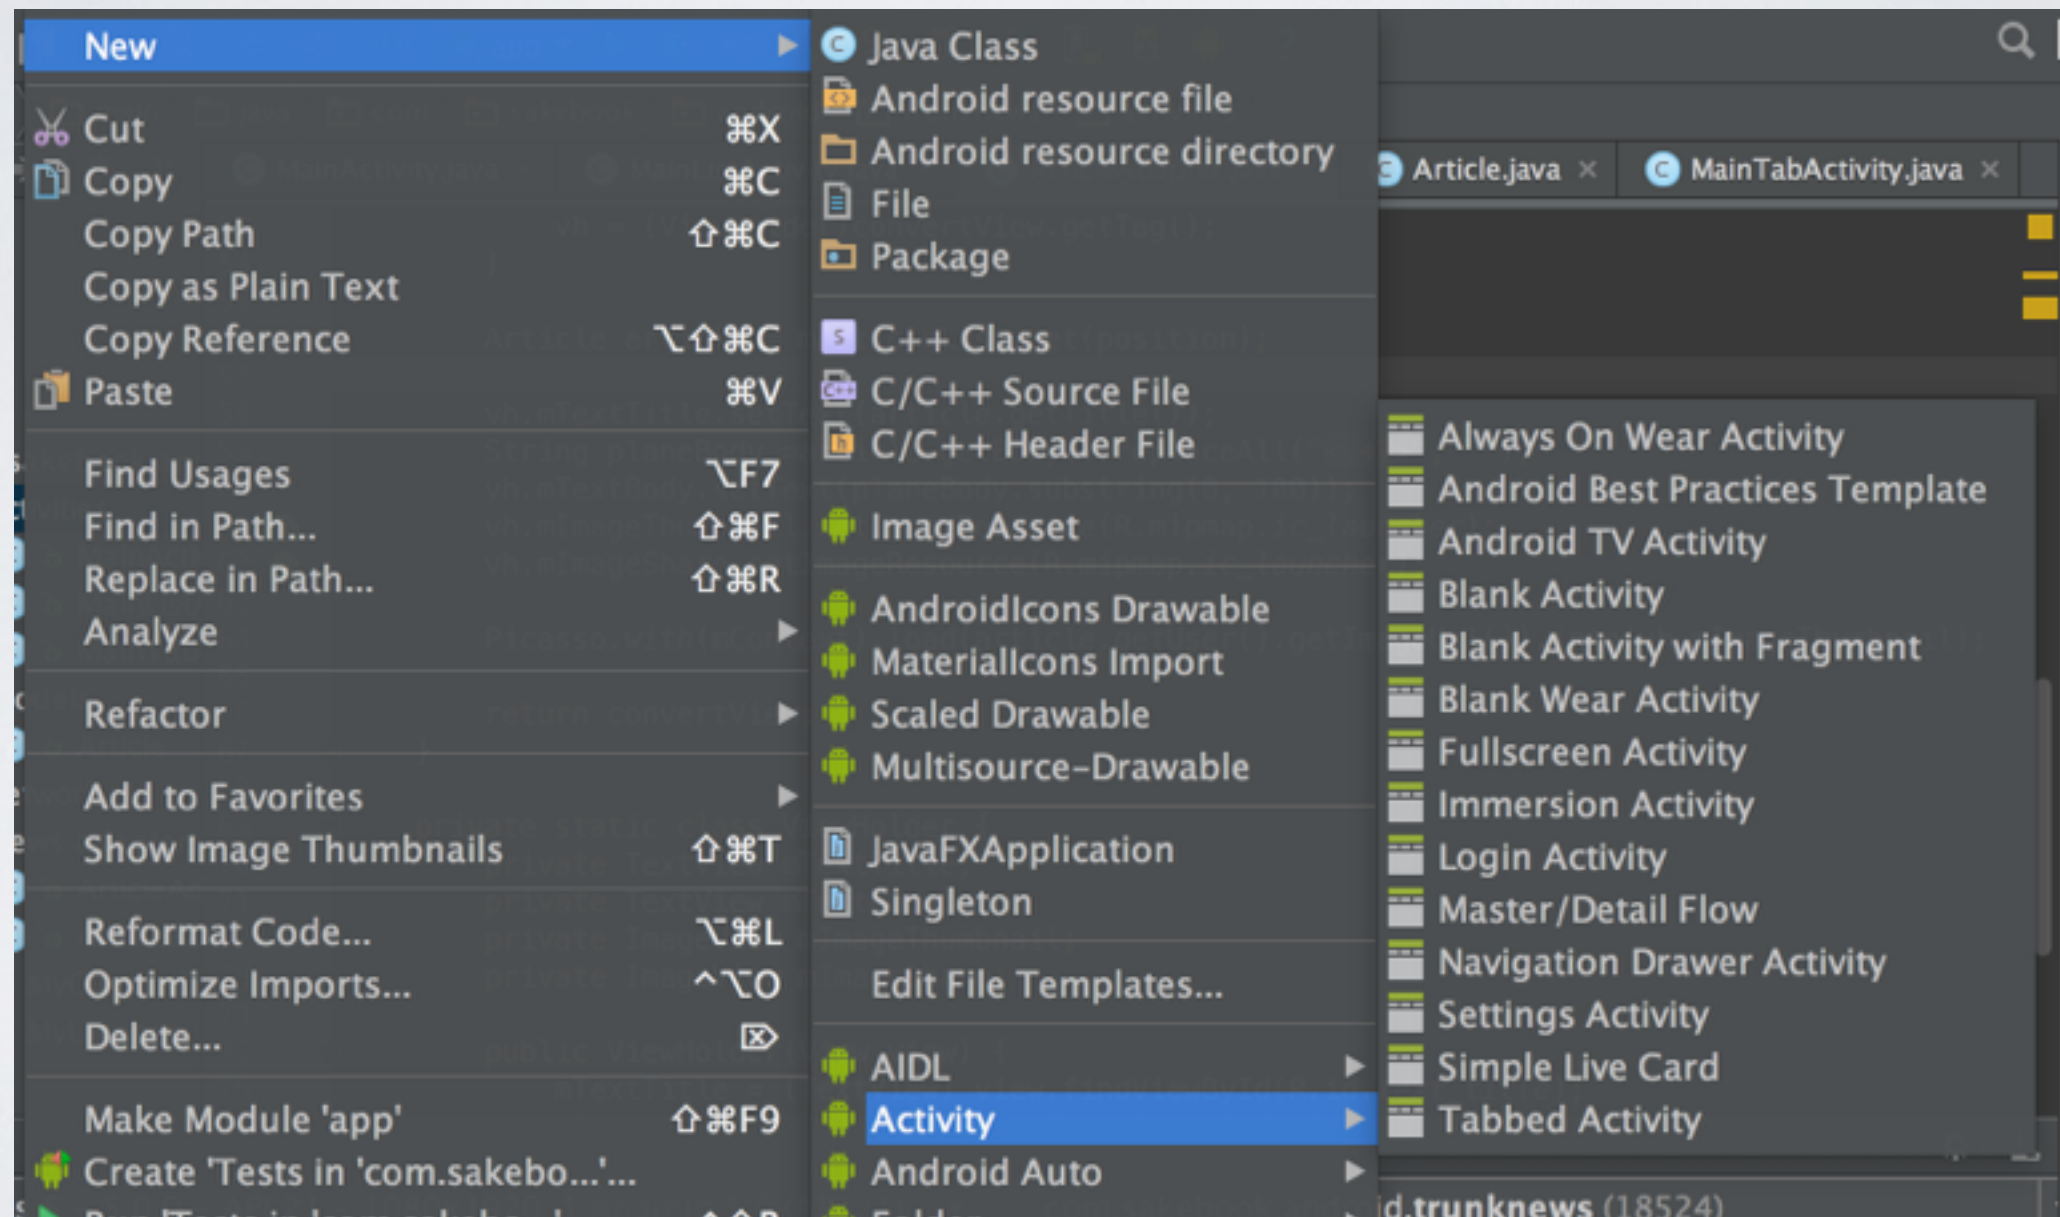 New
Cut ⌘X
Copy ⌘C
Copy Path ⇧⌘C
Copy as Plain Text
Copy Reference ⌥⇧⌘C
Paste ⌘V
Find Usages ⌥F7
Find in Path... ⇧⌘F
Replace in Path... ⇧⌘R
Analyze
Refactor
Add to Favorites
Show Image Thumbnails ⇧⌘T
Reformat Code... ⌥⌘L
Optimize Imports... ^⌥O
Delete... ⌦
Make Module 'app' ⇧⌘F9
Create 'Tests in 'com.sakebo...'...
Java Class
Android resource file
Android resource directory
File
Package
C++ Class
C/C++ Source File
C/C++ Header File
Image Asset
AndroidIcons Drawable
MaterialIcons Import
Scaled Drawable
Multisource-Drawable
JavaFXApplication
Singleton
Edit File Templates...
AIDL
Activity
Android Auto
Article.java
MainTabActivity.java
Always On Wear Activity
Android Best Practices Template
Android TV Activity
Blank Activity
Blank Activity with Fragment
Blank Wear Activity
Fullscreen Activity
Immersion Activity
Login Activity
Master/Detail Flow
Navigation Drawer Activity
Settings Activity
Simple Live Card
Tabbed Activity
id.trunknews (18524)